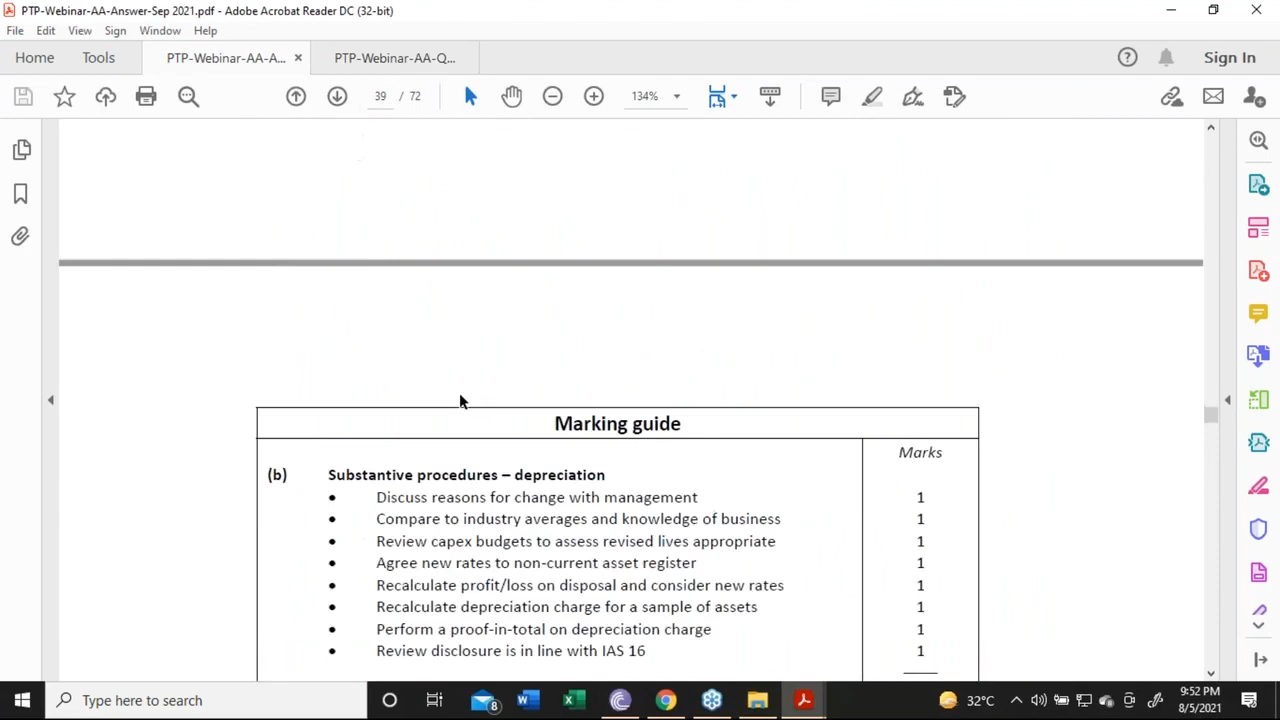 PTP-Webinar-AA-Answer-Sep 2021.pdf - Adobe Acrobat Reader DC (32-bit)
File Edit View Sign Window Help
Home Tools PTP-Webinar-AA-A... PTP-Webinar-AA-Q... Sign In
39 / 72 134%
Marking guide
Marks
(b) Substantive procedures – depreciation
• Discuss reasons for change with management 1
• Compare to industry averages and knowledge of business 1
• Review capex budgets to assess revised lives appropriate 1
• Agree new rates to non-current asset register 1
• Recalculate profit/loss on disposal and consider new rates 1
• Recalculate depreciation charge for a sample of assets 1
• Perform a proof-in-total on depreciation charge 1
• Review disclosure is in line with IAS 16 1
Type here to search 8 32°C 9:52 PM
8/5/2021